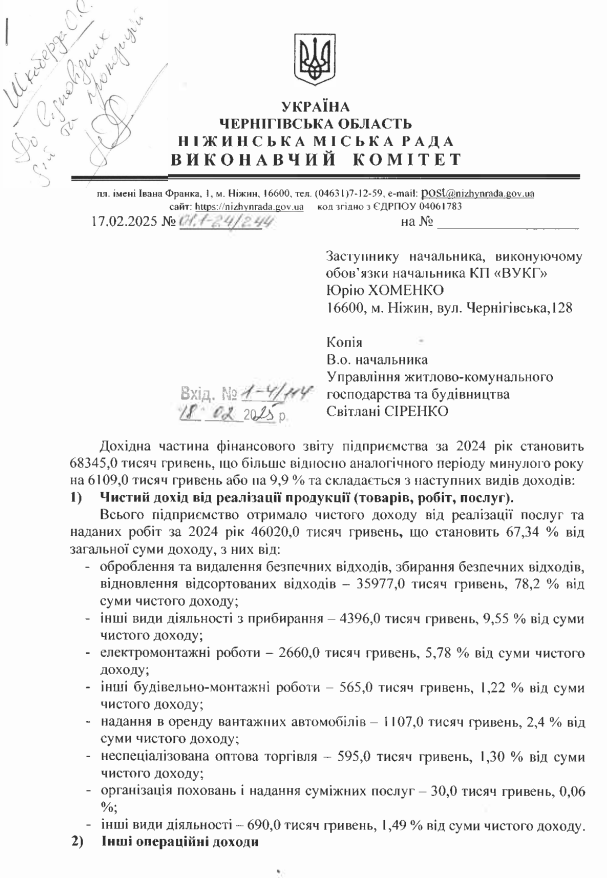 Шкоберда О.О.
До
та
УКРАЇНА
ЧЕРНІГІВСЬКА ОБЛАСТЬ
НІЖИНСЬКА МІСЬКА РАДА
ВИКОНАВЧИЙ КОМІТЕТ
пл. імені Івана Франка, 1, м. Ніжин, 16600, тел. (04631)7-12-59, e-mail: post@nizhynrada.gov.ua
сайт: https://nizhynrada.gov.ua код згідно з ЄДРПОУ 04061783
17.02.2025 № 01.1-24/244 на № ___________________
Заступнику начальника, виконуючому
обов’язки начальника КП «ВУКГ»
Юрію ХОМЕНКО
16600, м. Ніжин, вул. Чернігівська,128
Копія
В.о. начальника
Управління житлово-комунального
господарства та будівництва
Світлані СІРЕНКО
Вхід. № 1-4/114
18 02 2025 р.
Дохідна частина фінансового звіту підприємства за 2024 рік становить
68345,0 тисяч гривень, що більше відносно аналогічного періоду минулого року
на 6109,0 тисяч гривень або на 9,9 % та складається з наступних видів доходів:
1) Чистий дохід від реалізації продукції (товарів, робіт, послуг).
Всього підприємство отримало чистого доходу від реалізації послуг та
наданих робіт за 2024 рік 46020,0 тисяч гривень, що становить 67,34 % від
загальної суми доходу, з них від:
- оброблення та видалення безпечних відходів, збирання безпечних відходів,
відновлення відсортованих відходів – 35977,0 тисяч гривень, 78,2 % від
суми чистого доходу;
- інші види діяльності з прибирання – 4396,0 тисяч гривень, 9,55 % від суми
чистого доходу;
- електромонтажні роботи – 2660,0 тисяч гривень, 5,78 % від суми чистого
доходу;
- інші будівельно-монтажні роботи – 565,0 тисяч гривень, 1,22 % від суми
чистого доходу;
- надання в оренду вантажних автомобілів – 1107,0 тисяч гривень, 2,4 % від
суми чистого доходу;
- неспеціалізована оптова торгівля – 595,0 тисяч гривень, 1,30 % від суми
чистого доходу;
- організація поховань і надання суміжних послуг – 30,0 тисяч гривень, 0,06
%;
- інші види діяльності – 690,0 тисяч гривень, 1,49 % від суми чистого доходу.
2) Інші операційні доходи